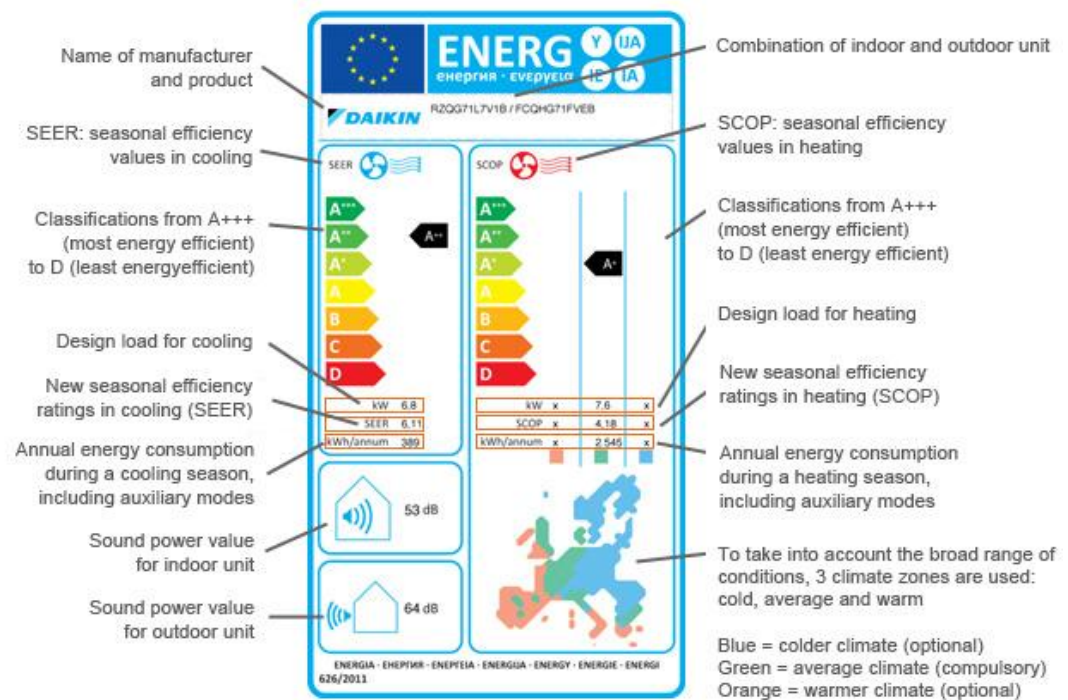 Name of manufacturer
and product
SEER: seasonal efficiency
values in cooling
Classifications from A+++
(most energy efficient)
to D (least energyefficient)
Design load for cooling
New seasonal efficiency
ratings in cooling (SEER)
Annual energy consumption
during a cooling season,
including auxiliary modes
Sound power value
for indoor unit
Sound power value
for outdoor unit
ENERG
енергия · ενεργεια
Y IJA
IE IA
DAIKIN
RZQG71L7V1B / FCQHG71FVEB
SEER
A+++
A++
A+
A
B
C
D
A++
kW 6,8
SEER 6,11
kWh/annum 389
53 dB
64 dB
SCOP
A+++
A++
A+
A
B
C
D
A+
kW x 7.6 x
SCOP x 4,18 x
kWh/annum x 2 545 x
ENERGIA · ЕНЕРГИЯ · ΕΝΕΡΓΕΙΑ · ENERGIJA · ENERGY · ENERGIE · ENERGI
626/2011
Combination of indoor and outdoor unit
SCOP: seasonal efficiency
values in heating
Classifications from A+++
(most energy efficient)
to D (least energy efficient)
Design load for heating
New seasonal efficiency
ratings in heating (SCOP)
Annual energy consumption
during a heating season,
including auxiliary modes
To take into account the broad range of
conditions, 3 climate zones are used:
cold, average and warm
Blue = colder climate (optional)
Green = average climate (compulsory)
Orange = warmer climate (optional)